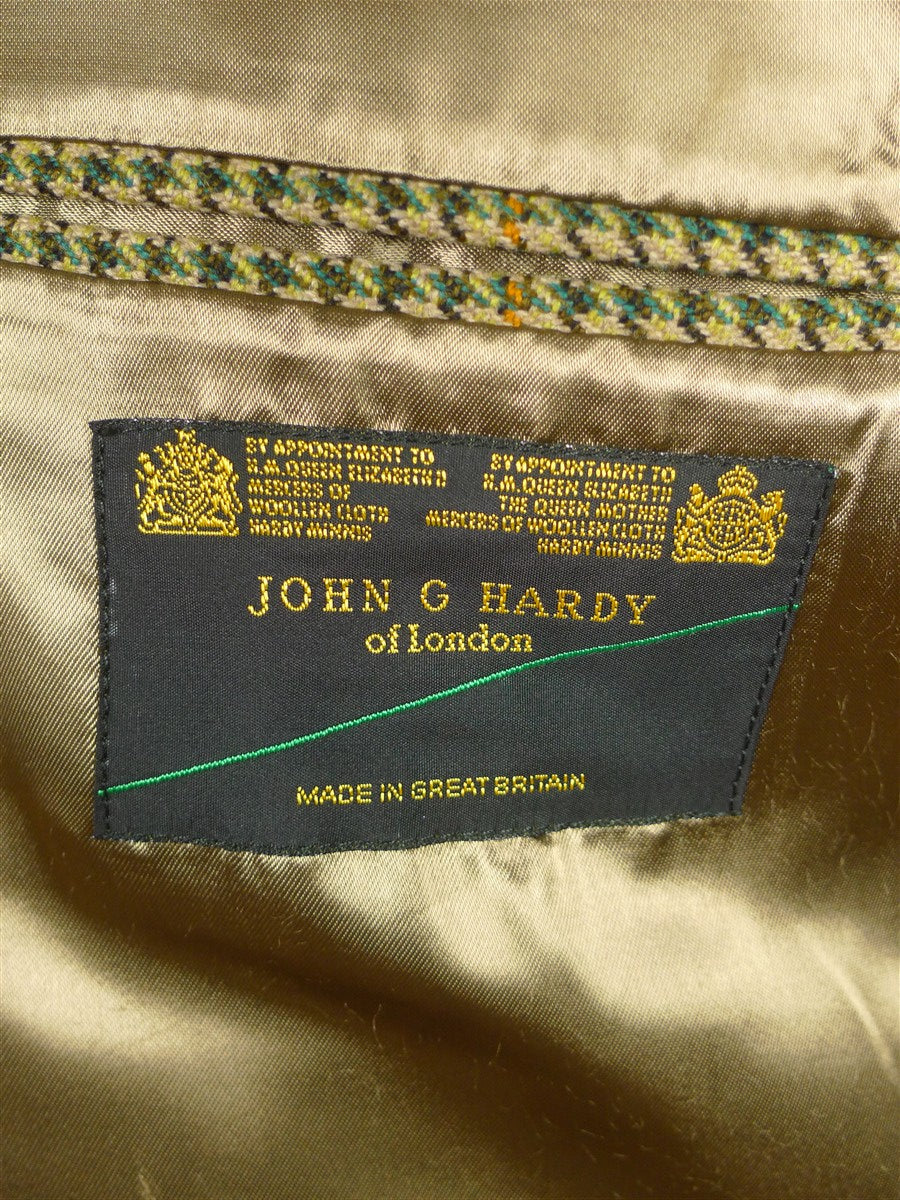 BY APPOINTMENT TO
H.M. QUEEN ELIZABETH II
MERCERS OF
WOOLLEN CLOTH
HARDY MINNIS
BY APPOINTMENT TO
H.M. QUEEN ELIZABETH
THE QUEEN MOTHER
MERCERS OF WOOLLEN CLOTH
HARDY MINNIS
JOHN G HARDY
of London
MADE IN GREAT BRITAIN